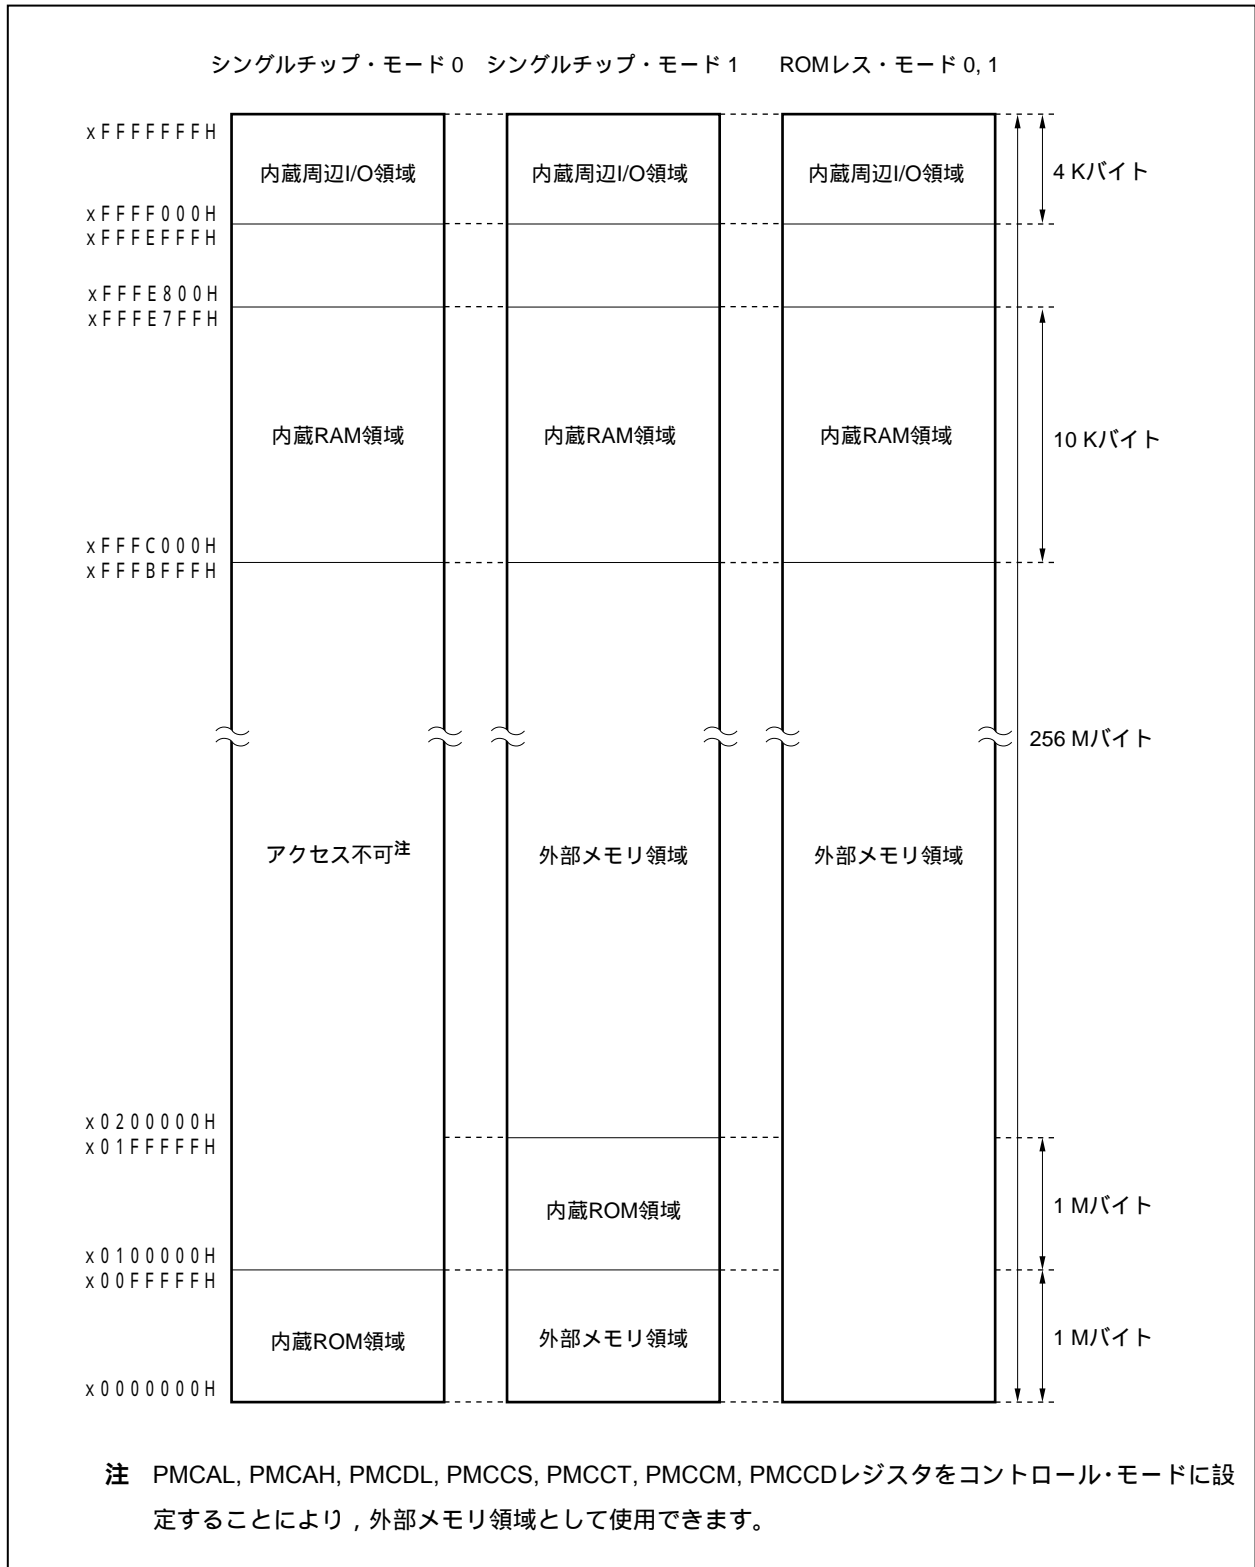 シングルチップ・モード 0 シングルチップ・モード 1 ROMレス・モード 0, 1
xFFFFFFFH
内蔵周辺I/O領域 内蔵周辺I/O領域 内蔵周辺I/O領域 4 Kバイト
xFFFF000H
xFFFEFFFH
xFFFE800H
xFFFE7FFH
内蔵RAM領域 内蔵RAM領域 内蔵RAM領域 10 Kバイト
xFFFC000H
xFFFBFFFH
256 Mバイト
アクセス不可注 外部メモリ領域 外部メモリ領域
x0200000H
x01FFFFFH
内蔵ROM領域 1 Mバイト
x0100000H
x00FFFFFH
内蔵ROM領域 外部メモリ領域 1 Mバイト
x0000000H
注 PMCAL, PMCAH, PMCDL, PMCCS, PMCCT, PMCCM, PMCCDレジスタをコントロール・モードに設
定することにより，外部メモリ領域として使用できます。